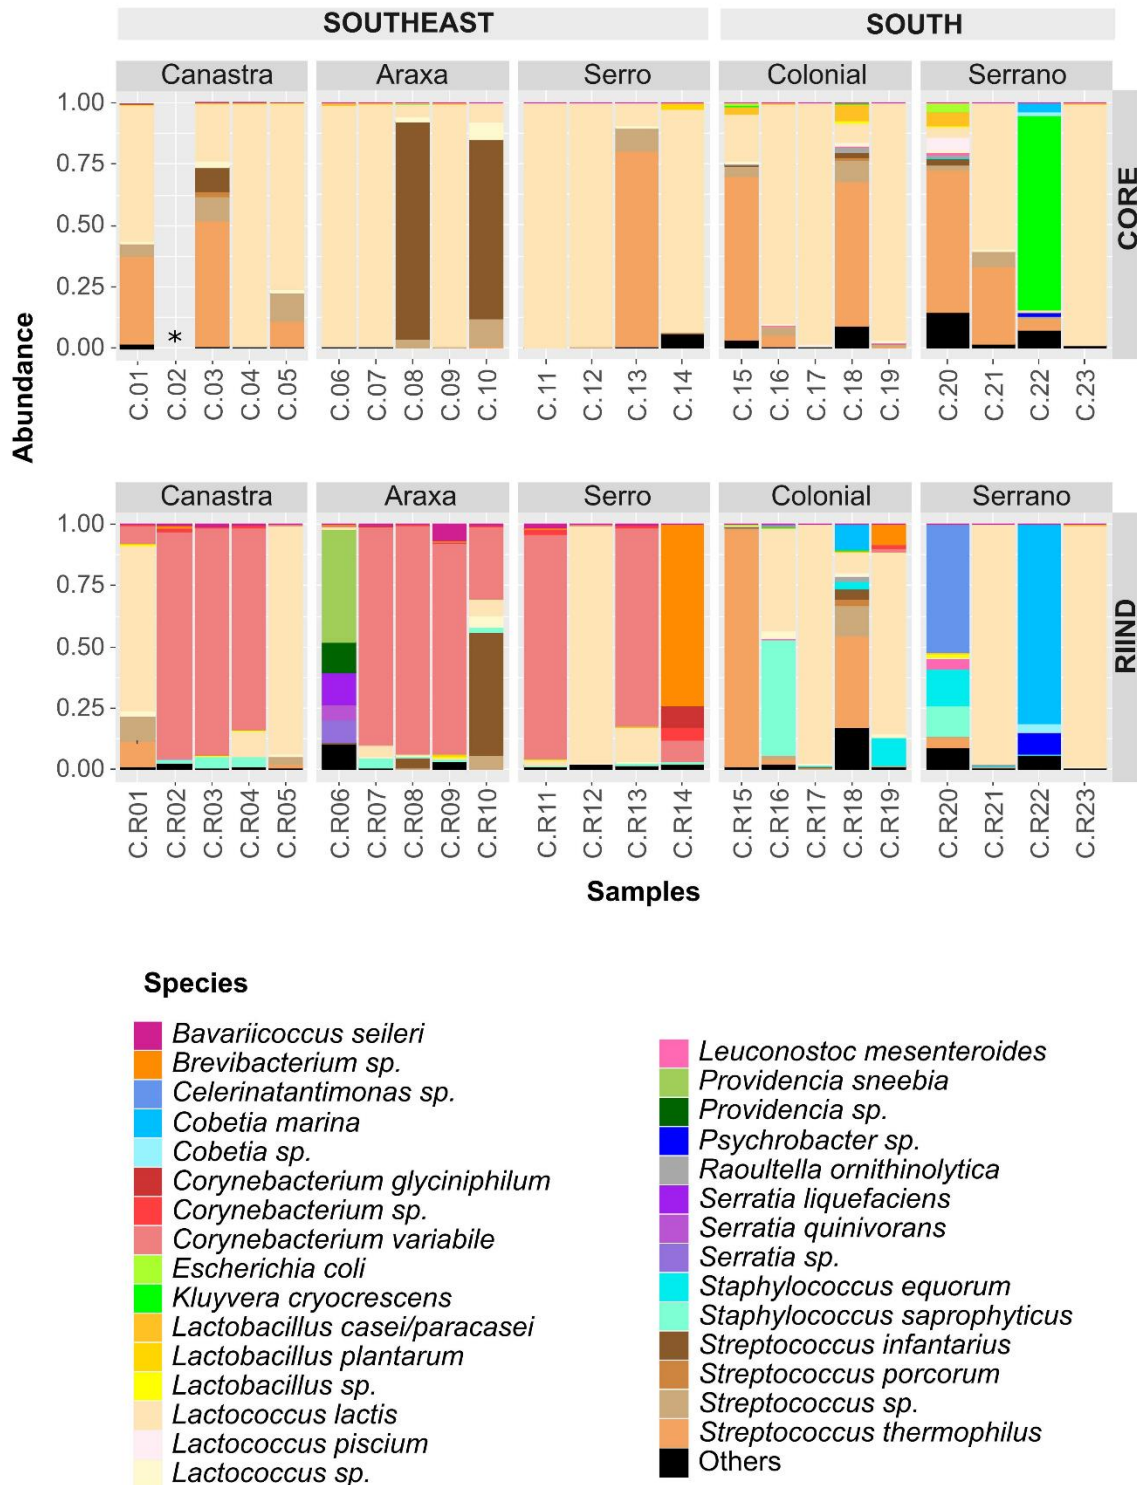 SOUTHEAST SOUTH
Canastra Araxa Serro Colonial Serrano
1.00
0.75
0.50
0.25
0.00
*
CORE
C.01 C.02 C.03 C.04 C.05 C.06 C.07 C.08 C.09 C.10 C.11 C.12 C.13 C.14 C.15 C.16 C.17 C.18 C.19 C.20 C.21 C.22 C.23
Abundance
Canastra Araxa Serro Colonial Serrano
1.00
0.75
0.50
0.25
0.00
RIIND
C.R01 C.R02 C.R03 C.R04 C.R05 C.R06 C.R07 C.R08 C.R09 C.R10 C.R11 C.R12 C.R13 C.R14 C.R15 C.R16 C.R17 C.R18 C.R19 C.R20 C.R21 C.R22 C.R23
Samples
Species
Bavariicoccus seileri
Brevibacterium sp.
Celerinatantimonas sp.
Cobetia marina
Cobetia sp.
Corynebacterium glyciniphilum
Corynebacterium sp.
Corynebacterium variabile
Escherichia coli
Kluyvera cryocrescens
Lactobacillus casei/paracasei
Lactobacillus plantarum
Lactobacillus sp.
Lactococcus lactis
Lactococcus piscium
Lactococcus sp.
Leuconostoc mesenteroides
Providencia sneebia
Providencia sp.
Psychrobacter sp.
Raoultella ornithinolytica
Serratia liquefaciens
Serratia quinivorans
Serratia sp.
Staphylococcus equorum
Staphylococcus saprophyticus
Streptococcus infantarius
Streptococcus porcorum
Streptococcus sp.
Streptococcus thermophilus
Others